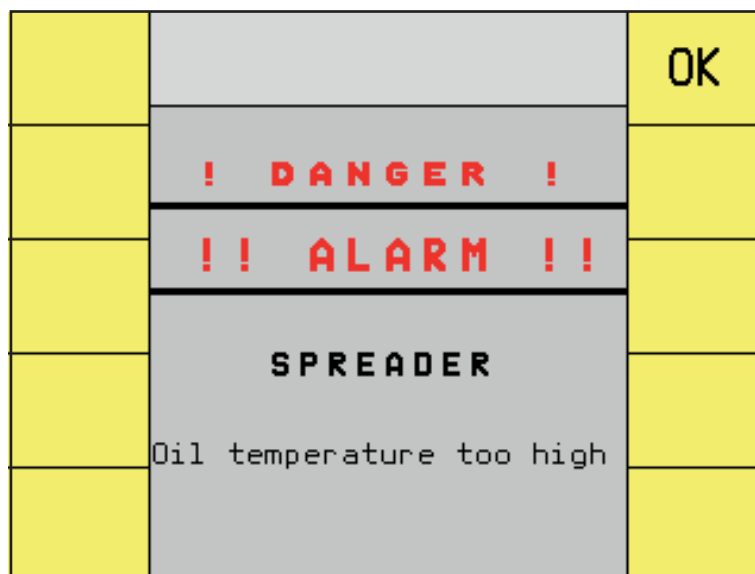 OK
! DANGER !
!! ALARM !!
SPREADER
Oil temperature too high